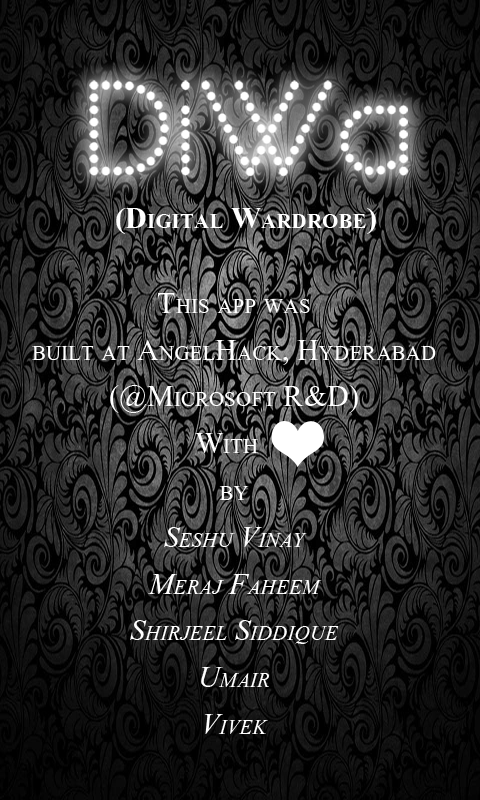 DiWa
(Digital Wardrobe)
This app was
built at AngelHack, Hyderabad
(@Microsoft R&D)
With
by
Seshu Vinay
Meraj Faheem
Shirjeel Siddique
Umair
Vivek